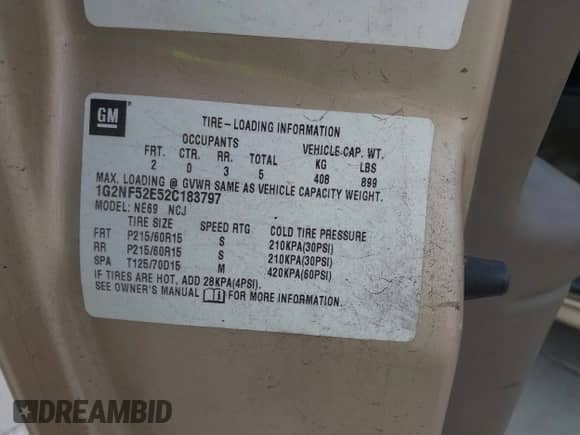 GM
TIRE-LOADING INFORMATION
OCCUPANTS VEHICLE CAP. WT.
FRT. CTR. RR. TOTAL KG LBS
2 0 3 5 408 899
MAX. LOADING @ GVWR SAME AS VEHICLE CAPACITY WEIGHT.
1G2NF52E52C183797
MODEL: NE69 NCJ
TIRE SIZE SPEED RTG COLD TIRE PRESSURE
FRT P215/60R15 S 210KPA(30PSI)
RR P215/60R15 S 210KPA(30PSI)
SPA T125/70D15 M 420KPA(60PSI)
IF TIRES ARE HOT, ADD 28KPA(4PSI).
SEE OWNER'S MANUAL FOR MORE INFORMATION.
DREAMBID